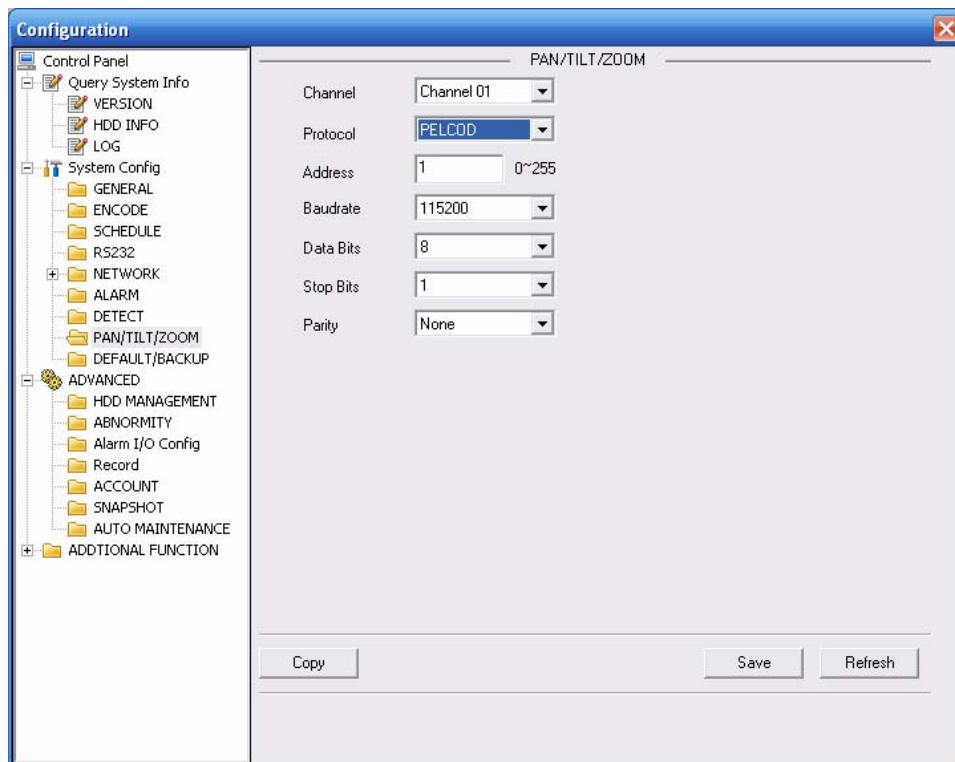 Configuration
Control Panel
Query System Info
VERSION
HDD INFO
LOG
System Config
GENERAL
ENCODE
SCHEDULE
RS232
NETWORK
ALARM
DETECT
PAN/TILT/ZOOM
DEFAULT/BACKUP
ADVANCED
HDD MANAGEMENT
ABNORMITY
Alarm I/O Config
Record
ACCOUNT
SNAPSHOT
AUTO MAINTENANCE
ADDTIONAL FUNCTION
PAN/TILT/ZOOM
Channel Channel 01
Protocol PELCOD
Address 1 0~255
Baudrate 115200
Data Bits 8
Stop Bits 1
Parity None
Copy Save Refresh